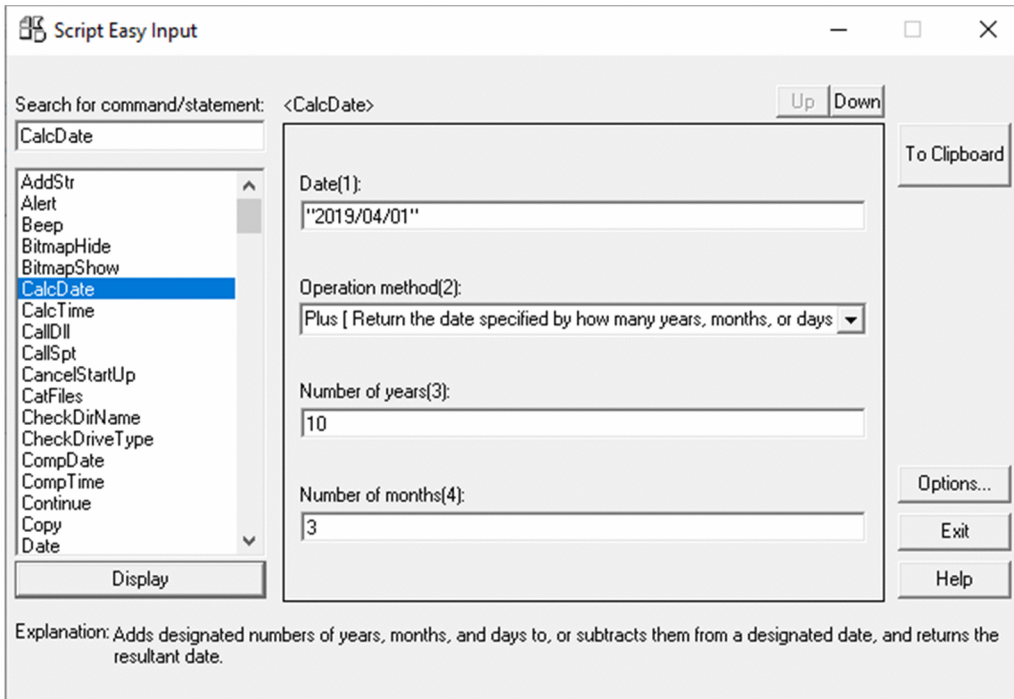 Script Easy Input
Search for command/statement:
CalcDate
AddStr
Alert
Beep
BitmapHide
BitmapShow
CalcDate
CalcTime
CallDll
CallSpt
CancelStartUp
CatFiles
CheckDirName
CheckDriveType
CompDate
CompTime
Continue
Copy
Date
Display
<CalcDate>
Up Down
Date(1):
"2019/04/01"
Operation method(2):
Plus [ Return the date specified by how many years, months, or days
Number of years(3):
10
Number of months(4):
3
To Clipboard
Options...
Exit
Help
Explanation: Adds designated numbers of years, months, and days to, or subtracts them from a designated date, and returns the
resultant date.